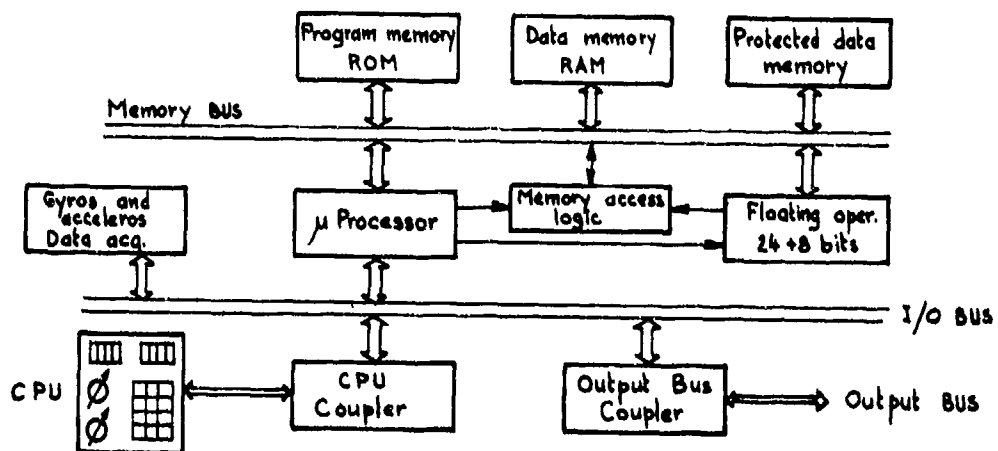 Program memory
ROM
Data memory
RAM
Protected data
memory
Memory BUS
Gyros and
acceleros
Data acq.
μ Processor
Memory access
logic
Floating oper.
24+8 bits
I/O BUS
CPU
CPU
Coupler
Output Bus
Coupler
Output BUS